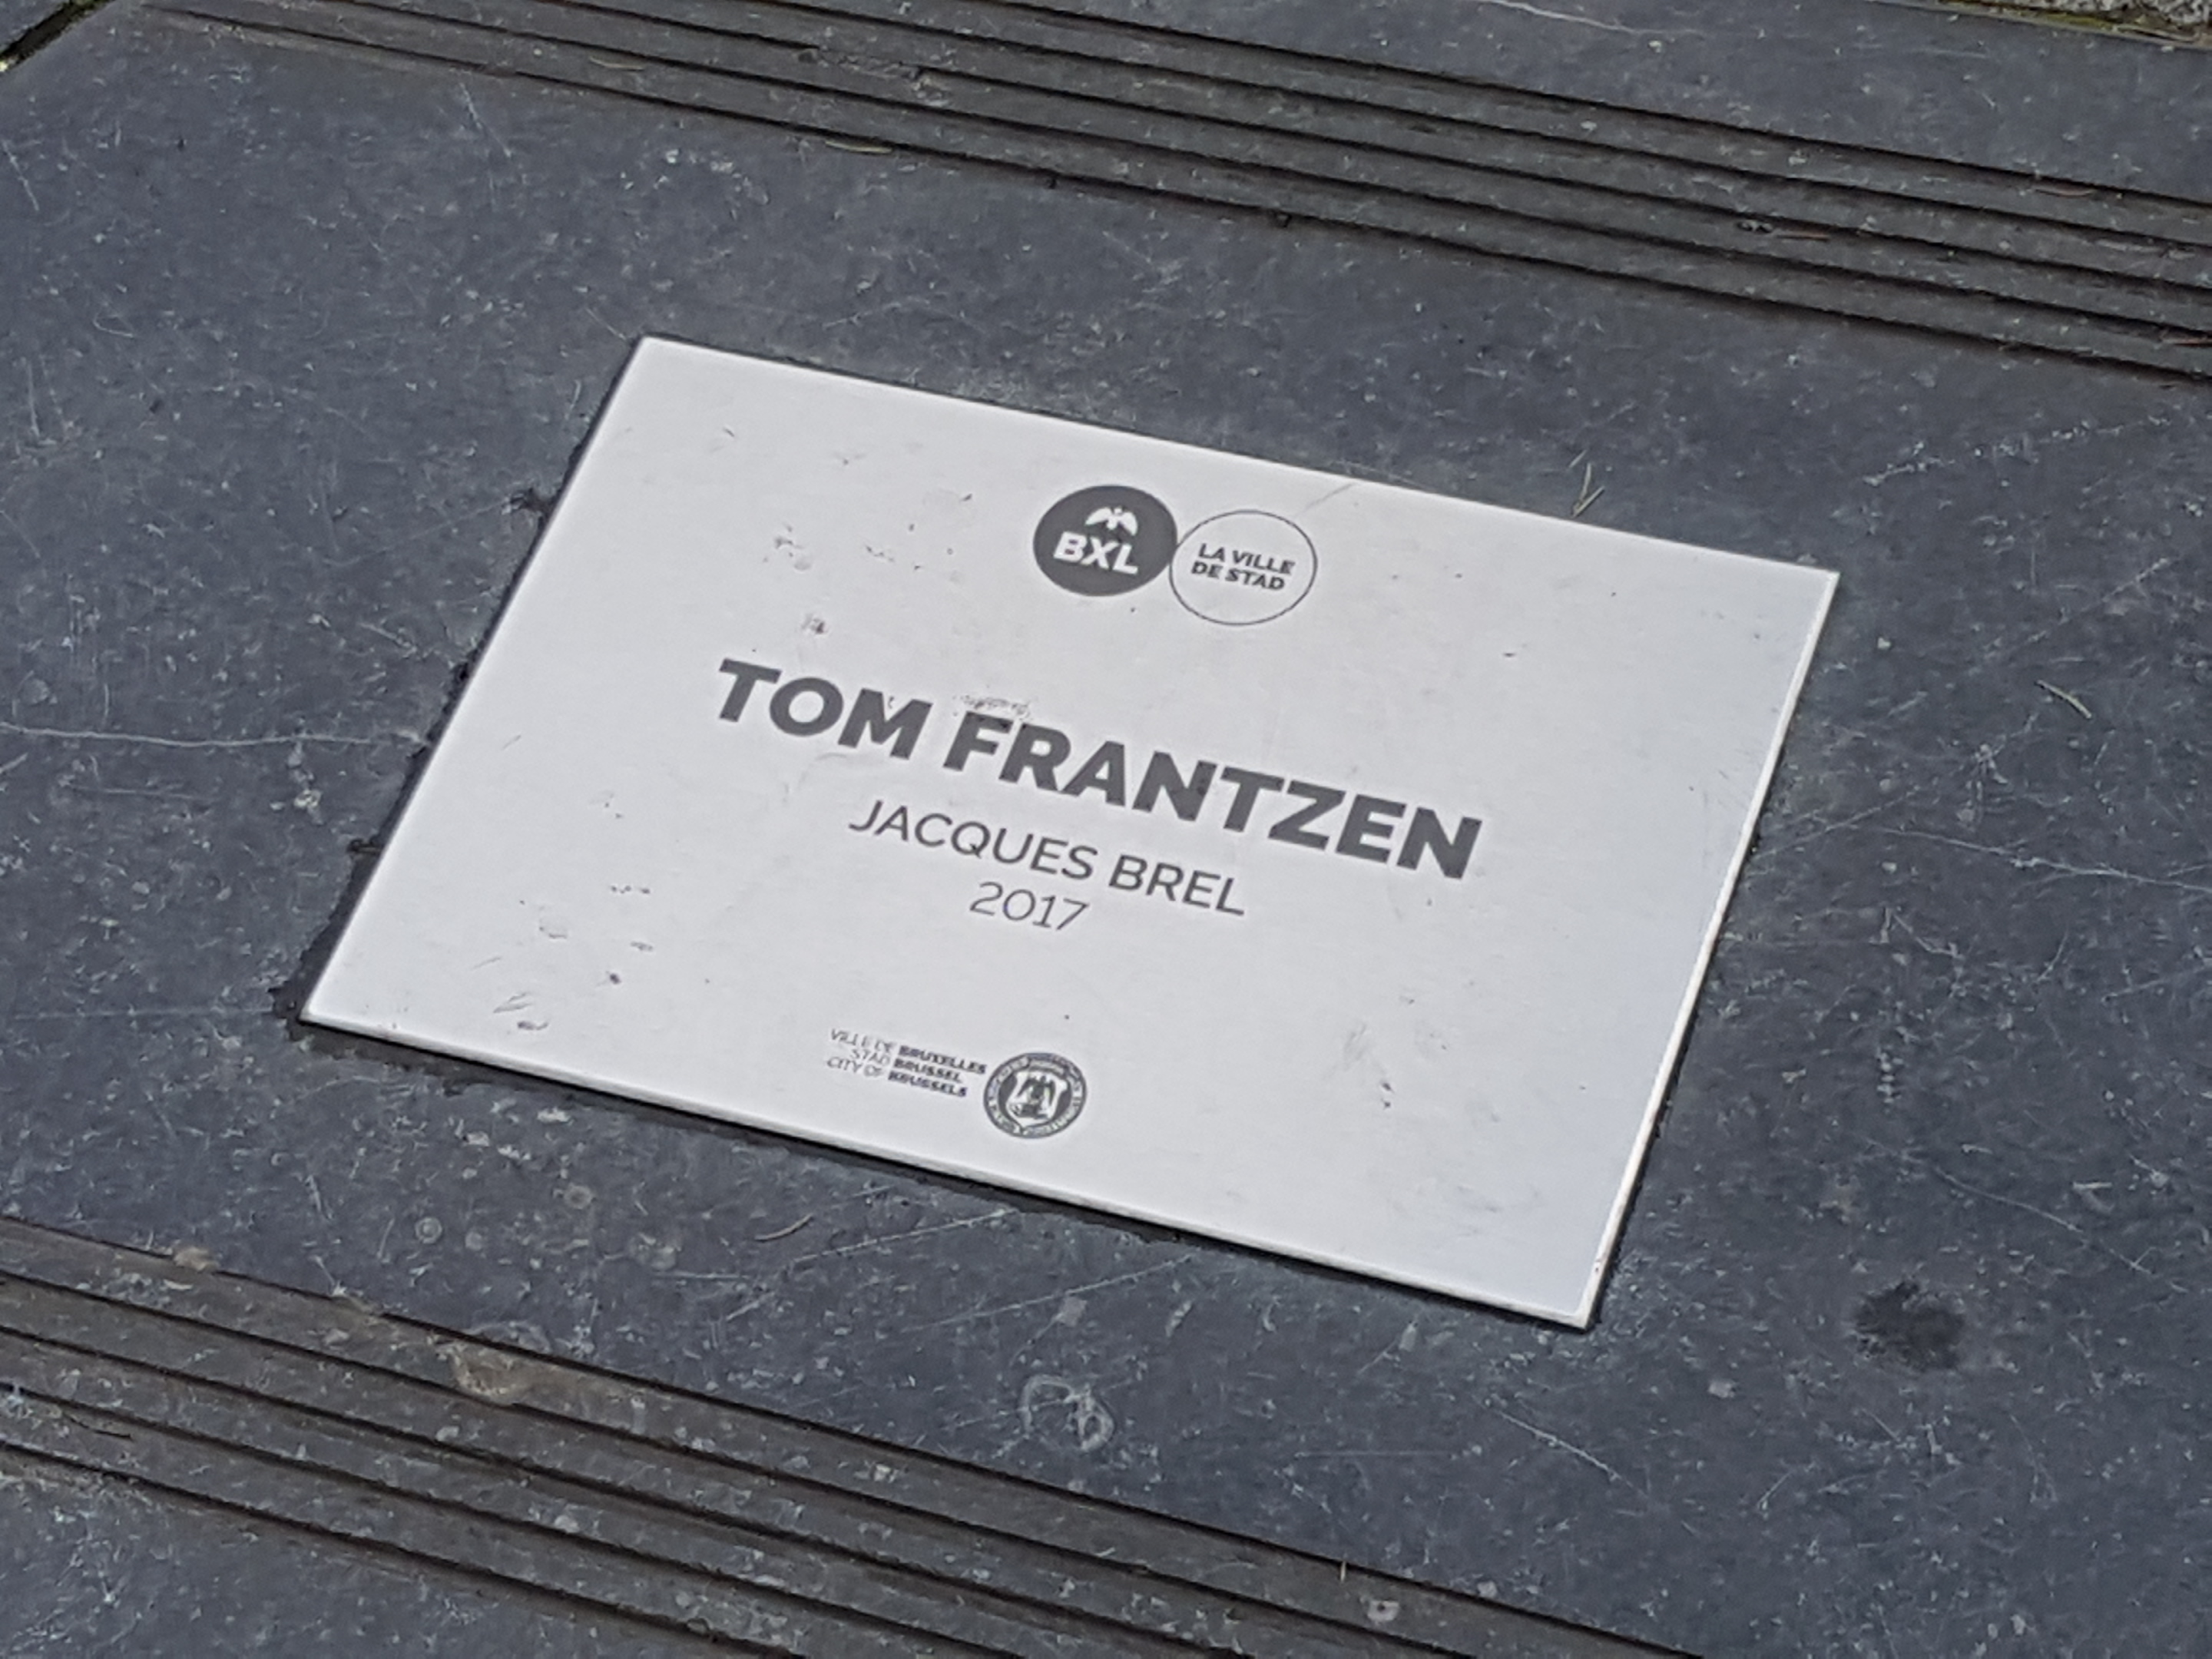 BXL
LA VILLE
DE STAD
TOM FRANTZEN
JACQUES BREL
2017
VILLE DE BRUXELLES
STAD BRUSSEL
CITY OF BRUSSELS